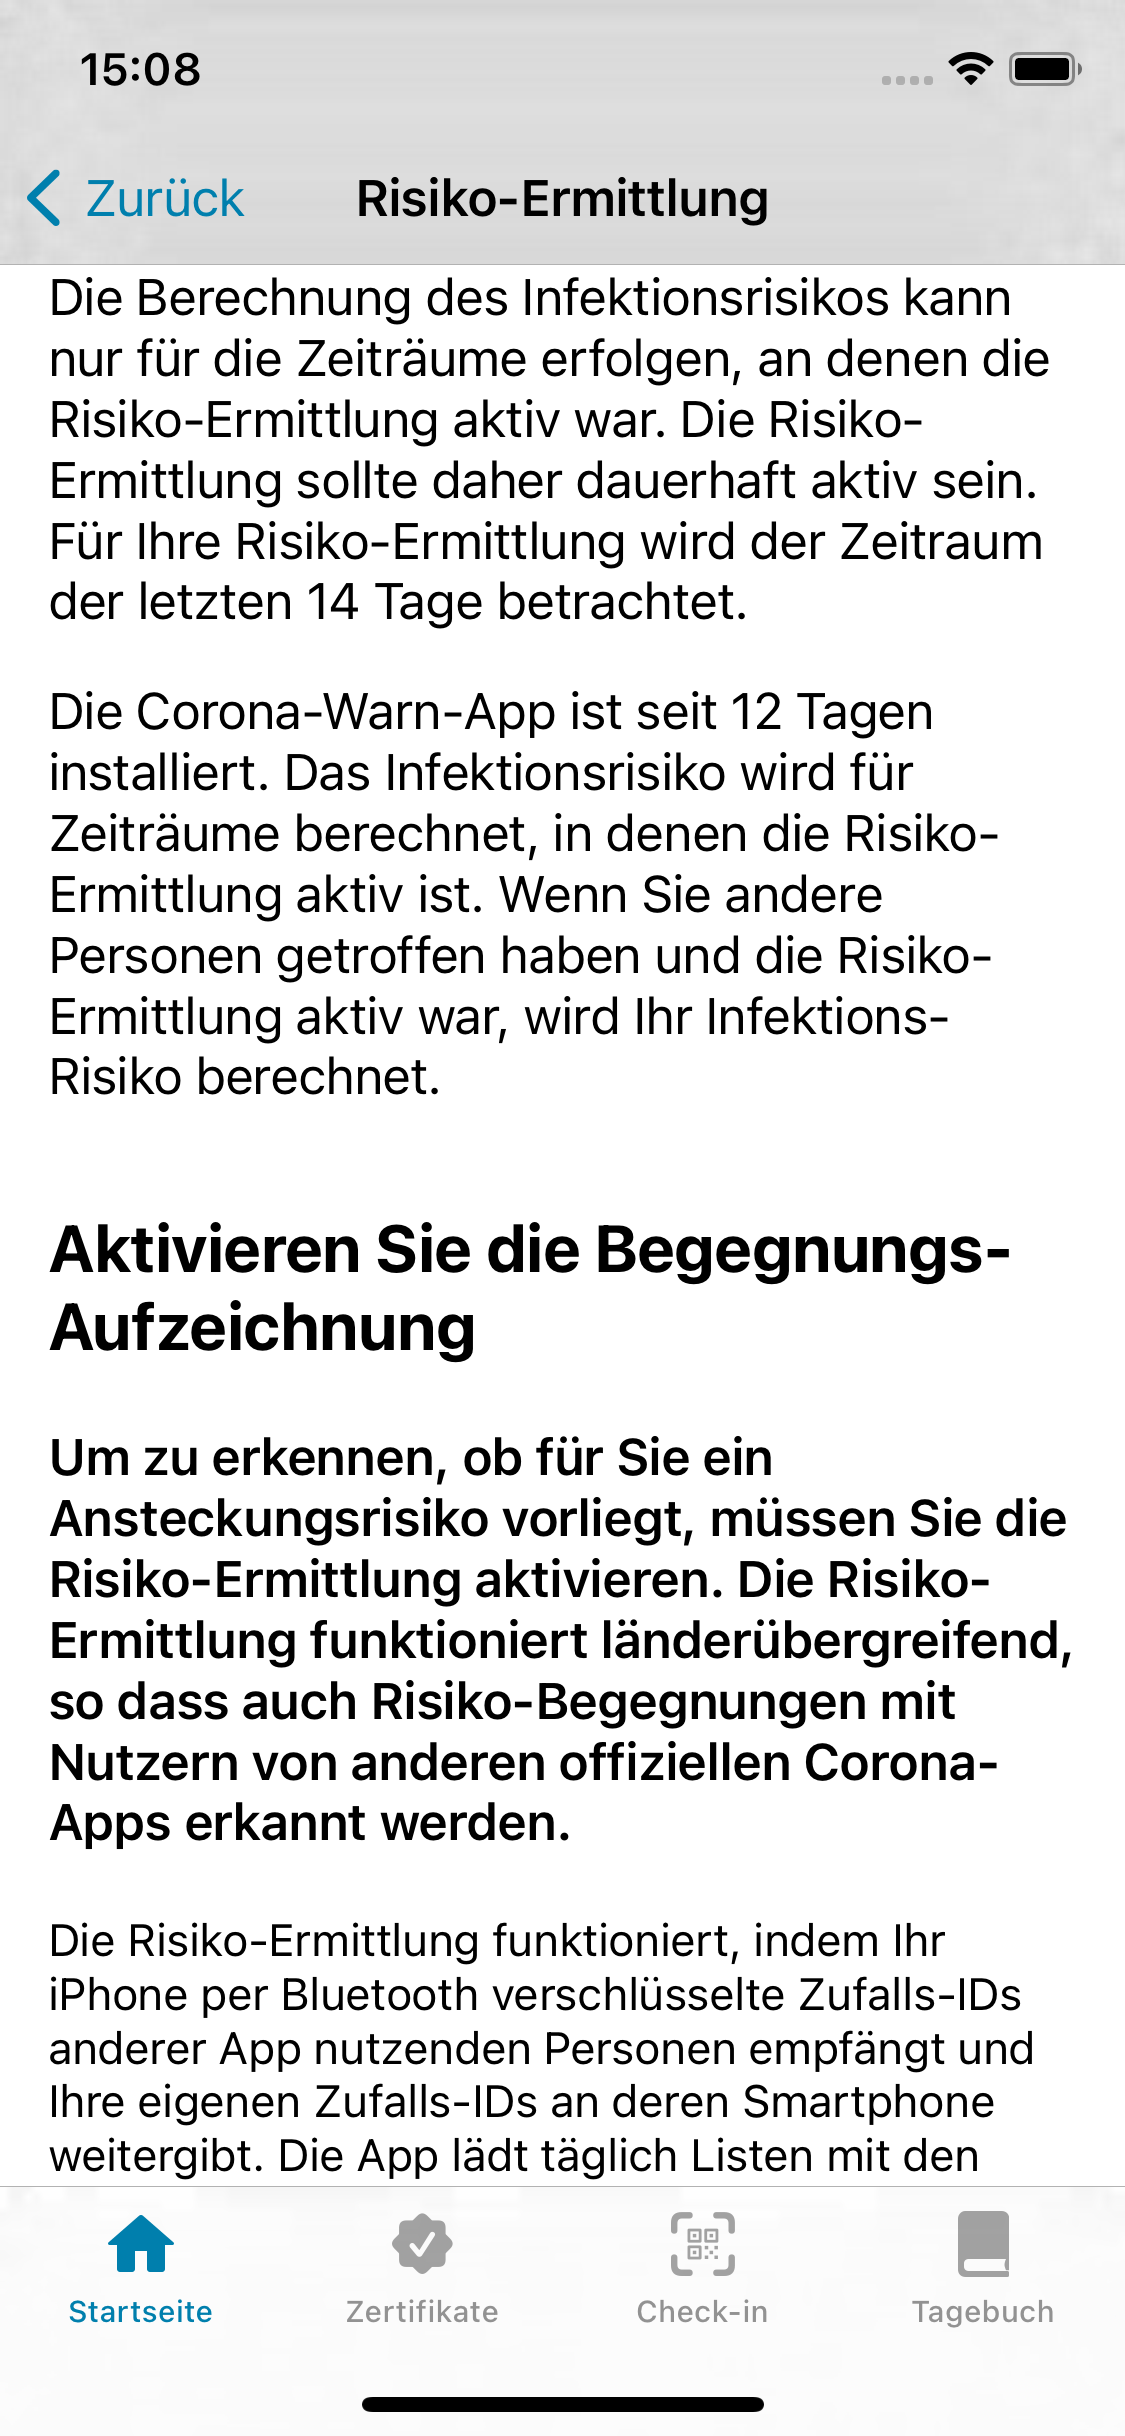 15:08
Zurück
Risiko-Ermittlung
Die Berechnung des Infektionsrisikos kann
nur für die Zeiträume erfolgen, an denen die
Risiko-Ermittlung aktiv war. Die Risiko-
Ermittlung sollte daher dauerhaft aktiv sein.
Für Ihre Risiko-Ermittlung wird der Zeitraum
der letzten 14 Tage betrachtet.
Die Corona-Warn-App ist seit 12 Tagen
installiert. Das Infektionsrisiko wird für
Zeiträume berechnet, in denen die Risiko-
Ermittlung aktiv ist. Wenn Sie andere
Personen getroffen haben und die Risiko-
Ermittlung aktiv war, wird Ihr Infektions-
Risiko berechnet.
Aktivieren Sie die Begegnungs-
Aufzeichnung
Um zu erkennen, ob für Sie ein
Ansteckungsrisiko vorliegt, müssen Sie die
Risiko-Ermittlung aktivieren. Die Risiko-
Ermittlung funktioniert länderübergreifend,
so dass auch Risiko-Begegnungen mit
Nutzern von anderen offiziellen Corona-
Apps erkannt werden.
Die Risiko-Ermittlung funktioniert, indem Ihr
iPhone per Bluetooth verschlüsselte Zufalls-IDs
anderer App nutzenden Personen empfängt und
Ihre eigenen Zufalls-IDs an deren Smartphone
weitergibt. Die App lädt täglich Listen mit den
Startseite
Zertifikate
Check-in
Tagebuch